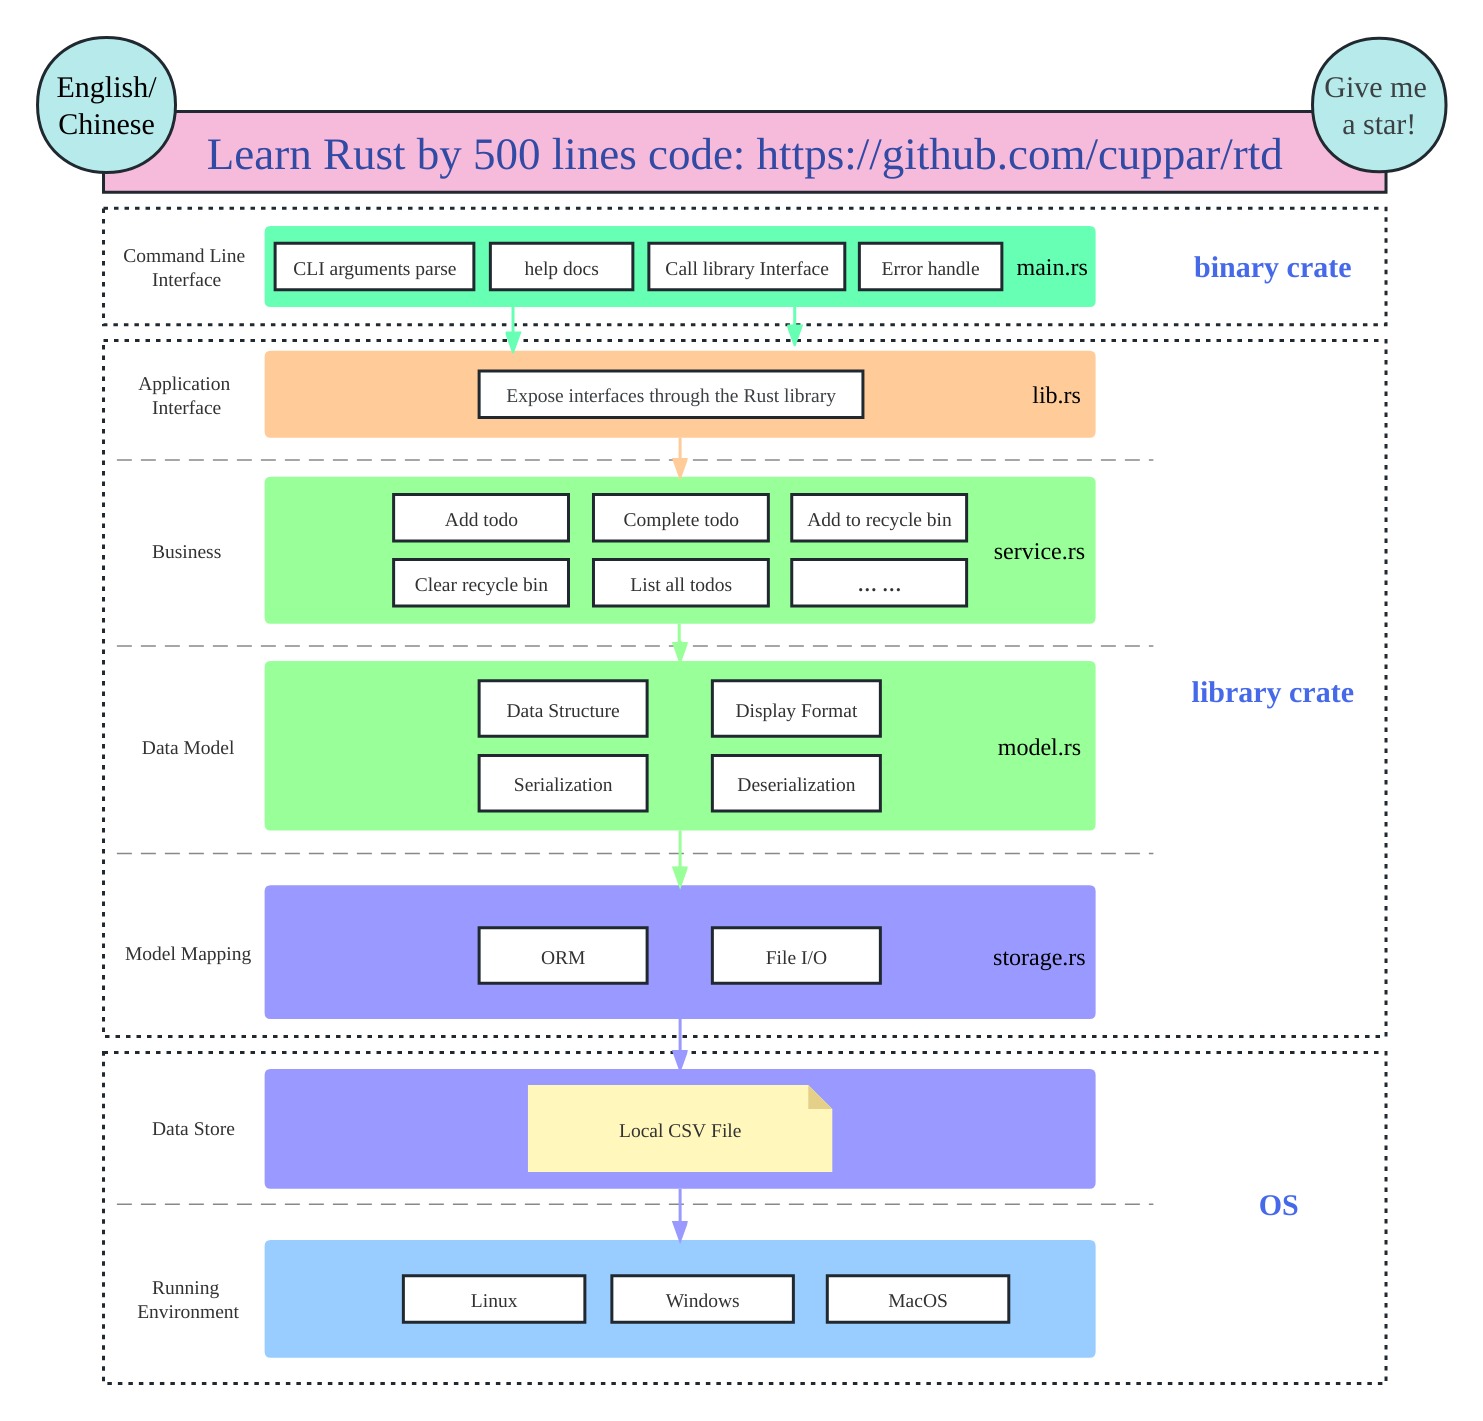 English/
Chinese
Give me
a star!
Learn Rust by 500 lines code: https://github.com/cuppar/rtd
Command Line
Interface
CLI arguments parse
help docs
Call library Interface
Error handle
main.rs
binary crate
Application
Interface
Expose interfaces through the Rust library
lib.rs
Business
Add todo
Complete todo
Add to recycle bin
Clear recycle bin
List all todos
... ...
service.rs
library crate
Data Model
Data Structure
Display Format
Serialization
Deserialization
model.rs
Model Mapping
ORM
File I/O
storage.rs
Data Store
Local CSV File
OS
Running
Environment
Linux
Windows
MacOS